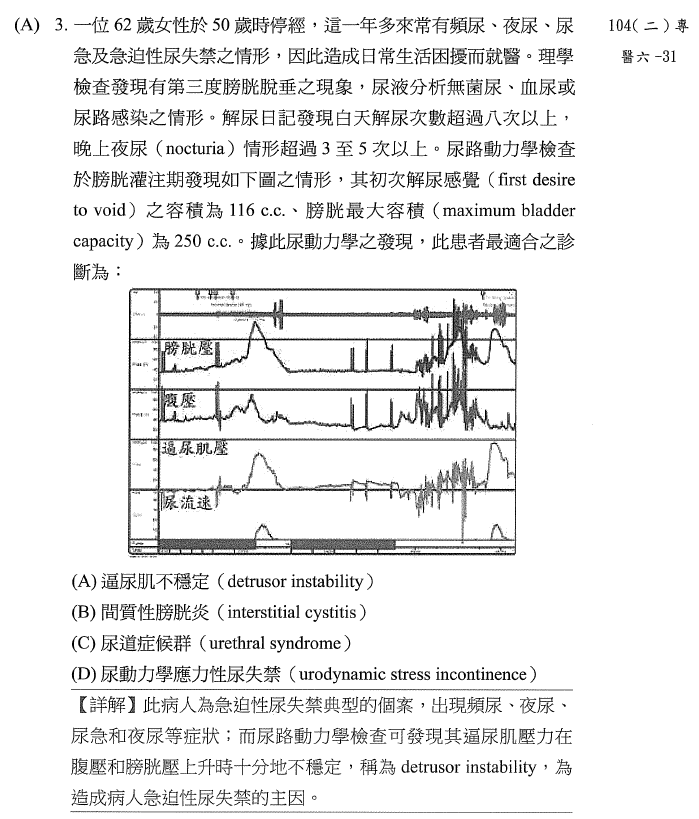 (A) 3. 一位 62 歲女性於 50 歲時停經，這一年多來常有頻尿、夜尿、尿
急及急迫性尿失禁之情形，因此造成日常生活困擾而就醫。理學
檢查發現有第三度膀胱脫垂之現象，尿液分析無菌尿、血尿或
尿路感染之情形。解尿日記發現白天解尿次數超過八次以上，
晚上夜尿（nocturia）情形超過 3 至 5 次以上。尿路動力學檢查
於膀胱灌注期發現如下圖之情形，其初次解尿感覺（first desire
to void）之容積為 116 c.c.、膀胱最大容積（maximum bladder
capacity）為 250 c.c.。據此尿動力學之發現，此患者最適合之診
斷為：
104(二)專
醫六-31
膀胱壓
腹壓
逼尿肌壓
尿流速
(A) 逼尿肌不穩定（detrusor instability）
(B) 間質性膀胱炎（interstitial cystitis）
(C) 尿道症候群（urethral syndrome）
(D) 尿動力學應力性尿失禁（urodynamic stress incontinence）
【詳解】此病人為急迫性尿失禁典型的個案，出現頻尿、夜尿、
尿急和夜尿等症狀；而尿路動力學檢查可發現其逼尿肌壓力在
腹壓和膀胱壓上升時十分地不穩定，稱為 detrusor instability，為
造成病人急迫性尿失禁的主因。